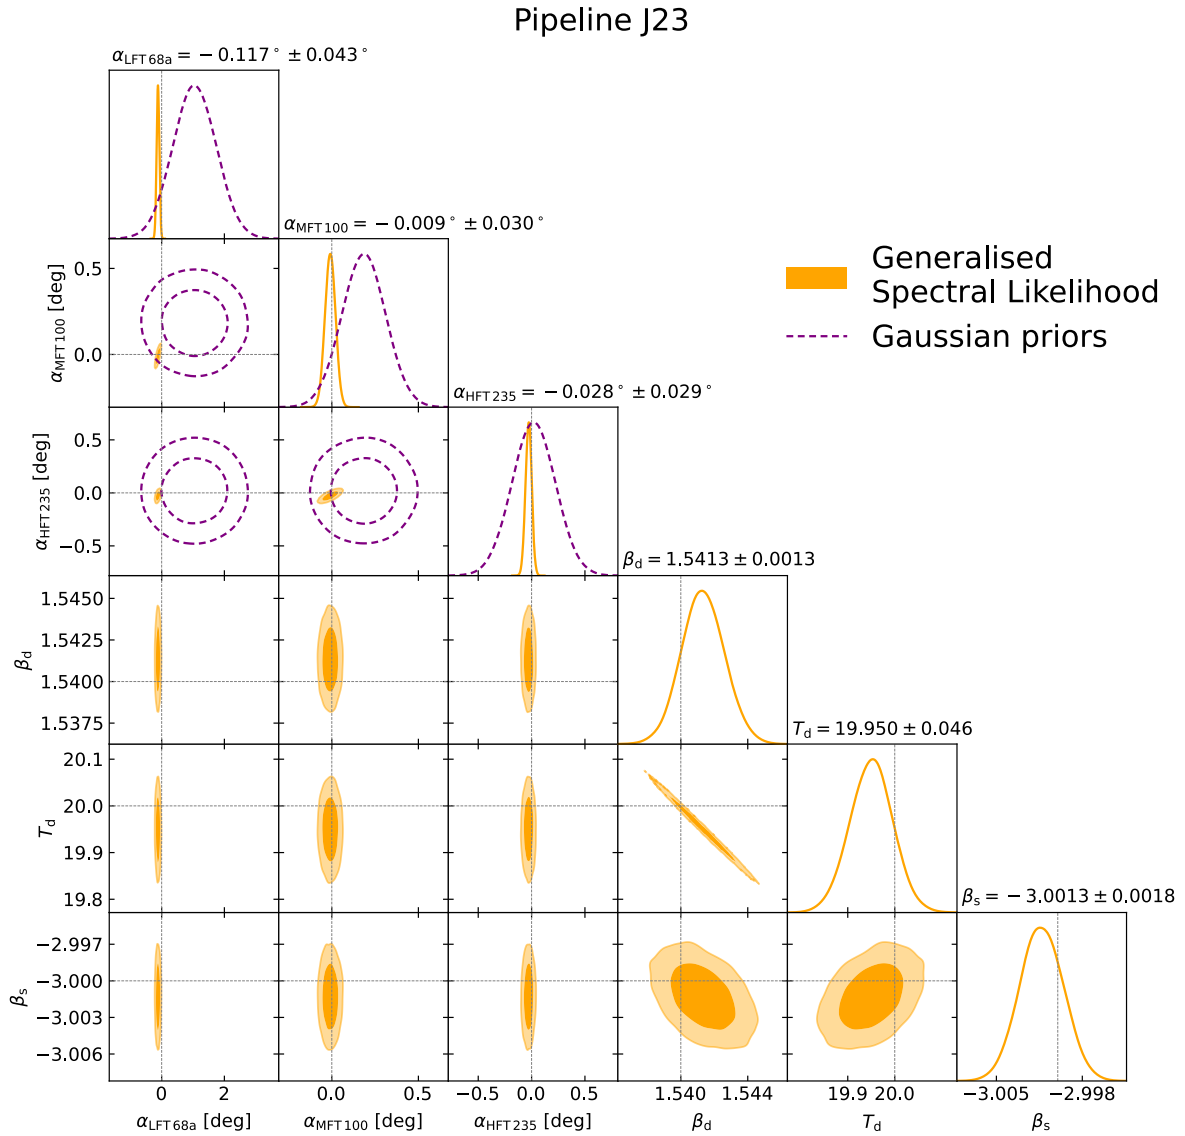 Pipeline J23
α_LFT 68a = −0.117° ± 0.043°
α_MFT 100 = −0.009° ± 0.030°
Generalised
Spectral Likelihood
Gaussian priors
0.5
0.0
α_MFT 100 [deg]
α_HFT 235 = −0.028° ± 0.029°
0.5
0.0
−0.5
α_HFT 235 [deg]
β_d = 1.5413 ± 0.0013
1.5450
1.5425
1.5400
1.5375
β_d
T_d = 19.950 ± 0.046
20.1
20.0
19.9
19.8
T_d
β_s = −3.0013 ± 0.0018
−2.997
−3.000
−3.003
−3.006
β_s
0 2 0.0 0.5 −0.5 0.0 0.5 1.540 1.544 19.9 20.0 −3.005 −2.998
α_LFT 68a [deg] α_MFT 100 [deg] α_HFT 235 [deg] β_d T_d β_s